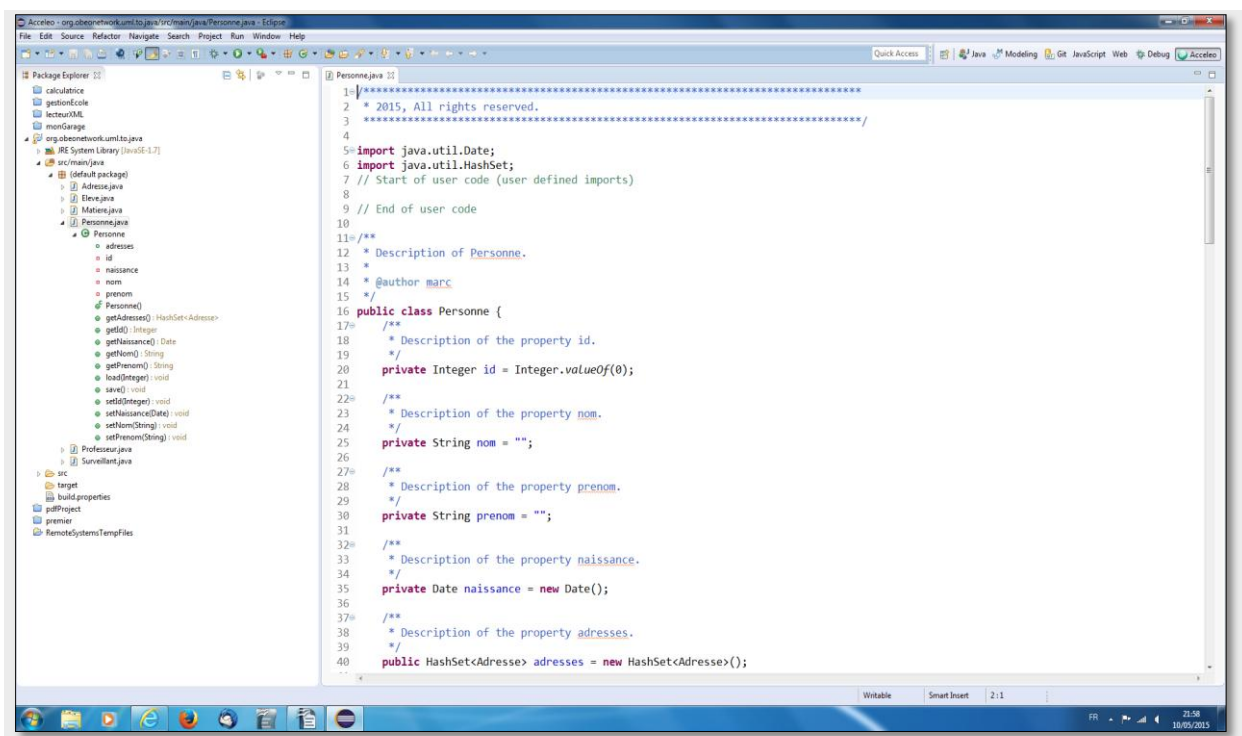 Acceleo - org.obeonetwork.uml.to.java/src/main/java/Personne.java - Eclipse
File Edit Source Refactor Navigate Search Project Run Window Help
Quick Access Java Modeling Git JavaScript Web Debug Acceleo
Package Explorer
calculatrice
gestionEcole
lecteurXML
monGarage
org.obeonetwork.uml.to.java
JRE System Library [JavaSE-1.7]
src/main/java
(default package)
Adresse.java
Eleve.java
Matiere.java
Personne.java
Personne
adresses
id
naissance
nom
prenom
Personne()
getAdresses() : HashSet<Adresse>
getId() : Integer
getNaissance() : Date
getNom() : String
getPrenom() : String
load(Integer) : void
save() : void
setId(Integer) : void
setNaissance(Date) : void
setNom(String) : void
setPrenom(String) : void
Professeur.java
Surveillant.java
src
target
build.properties
pdfProject
premier
RemoteSystemsTempFiles
Personne.java
1 /******************************************************************************
2 * 2015, All rights reserved.
3 ******************************************************************************/
4
5 import java.util.Date;
6 import java.util.HashSet;
7 // Start of user code (user defined imports)
8
9 // End of user code
10
11 /**
12 * Description of Personne.
13 *
14 * @author marc
15 */
16 public class Personne {
17 /**
18 * Description of the property id.
19 */
20 private Integer id = Integer.valueOf(0);
21
22 /**
23 * Description of the property nom.
24 */
25 private String nom = "";
26
27 /**
28 * Description of the property prenom.
29 */
30 private String prenom = "";
31
32 /**
33 * Description of the property naissance.
34 */
35 private Date naissance = new Date();
36
37 /**
38 * Description of the property adresses.
39 */
40 public HashSet<Adresse> adresses = new HashSet<Adresse>();
Writable Smart Insert 2:1
FR 21:58
10/05/2015